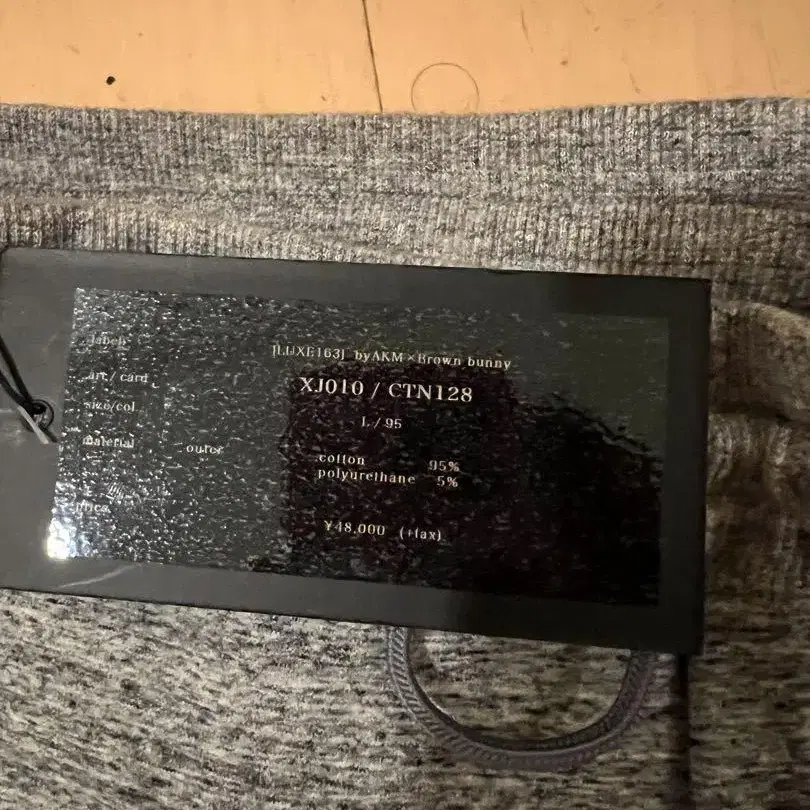 label [LUXE163] byAKM×Brown bunny
art / card XJ010 / CTN128
size/col L / 95
material outer cotton 95%
polyurethane 5%
price ¥48,000 (+tax)